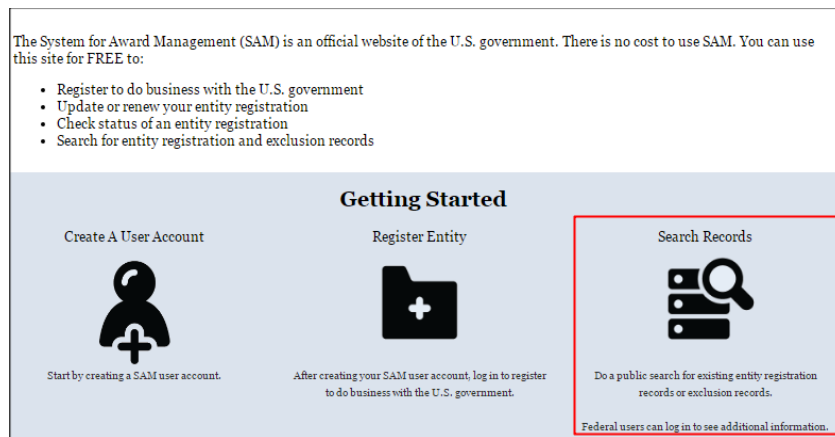 The System for Award Management (SAM) is an official website of the U.S. government. There is no cost to use SAM. You can use
this site for FREE to:
• Register to do business with the U.S. government
• Update or renew your entity registration
• Check status of an entity registration
• Search for entity registration and exclusion records
Getting Started
Create A User Account
Start by creating a SAM user account.
Register Entity
After creating your SAM user account, log in to register
to do business with the U.S. government.
Search Records
Do a public search for existing entity registration
records or exclusion records.
Federal users can log in to see additional information.